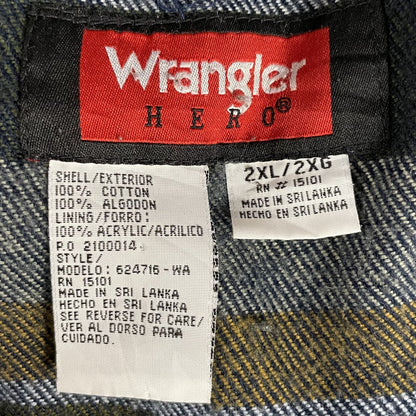 Wrangler
HERO®
SHELL/EXTERIOR
100% COTTON
100% ALGODON
LINING/FORRO:
100% ACRYLIC/ACRILICO
P.O 2100014
STYLE/
MODELO: 624716-WA
RN 15101
MADE IN SRI LANKA
HECHO EN SRI LANKA
SEE REVERSE FOR CARE/
VER AL DORSO PARA
CUIDADO.
2XL/2XG
RN # 15101
MADE IN SRI LANKA
HECHO EN SRI LANKA